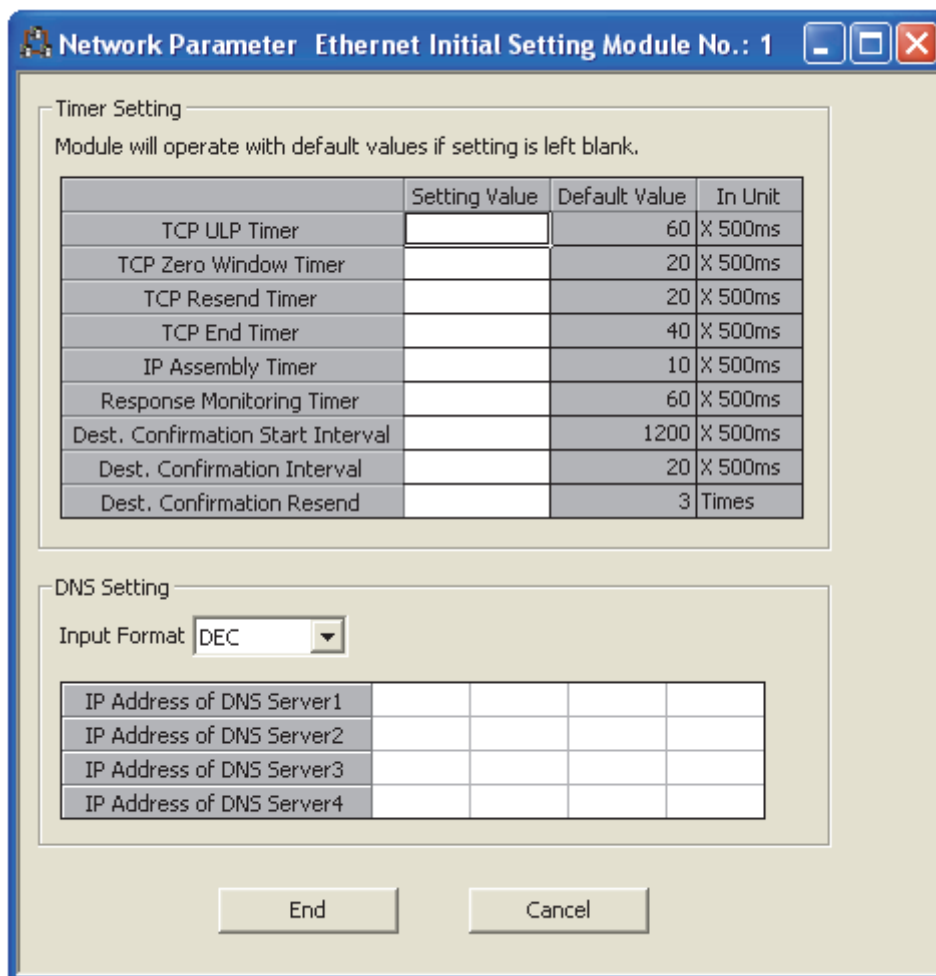 Network Parameter Ethernet Initial Setting Module No.: 1
Timer Setting
Module will operate with default values if setting is left blank.
Setting Value Default Value In Unit
TCP ULP Timer 60 X 500ms
TCP Zero Window Timer 20 X 500ms
TCP Resend Timer 20 X 500ms
TCP End Timer 40 X 500ms
IP Assembly Timer 10 X 500ms
Response Monitoring Timer 60 X 500ms
Dest. Confirmation Start Interval 1200 X 500ms
Dest. Confirmation Interval 20 X 500ms
Dest. Confirmation Resend 3 Times
DNS Setting
Input Format DEC
IP Address of DNS Server1
IP Address of DNS Server2
IP Address of DNS Server3
IP Address of DNS Server4
End Cancel